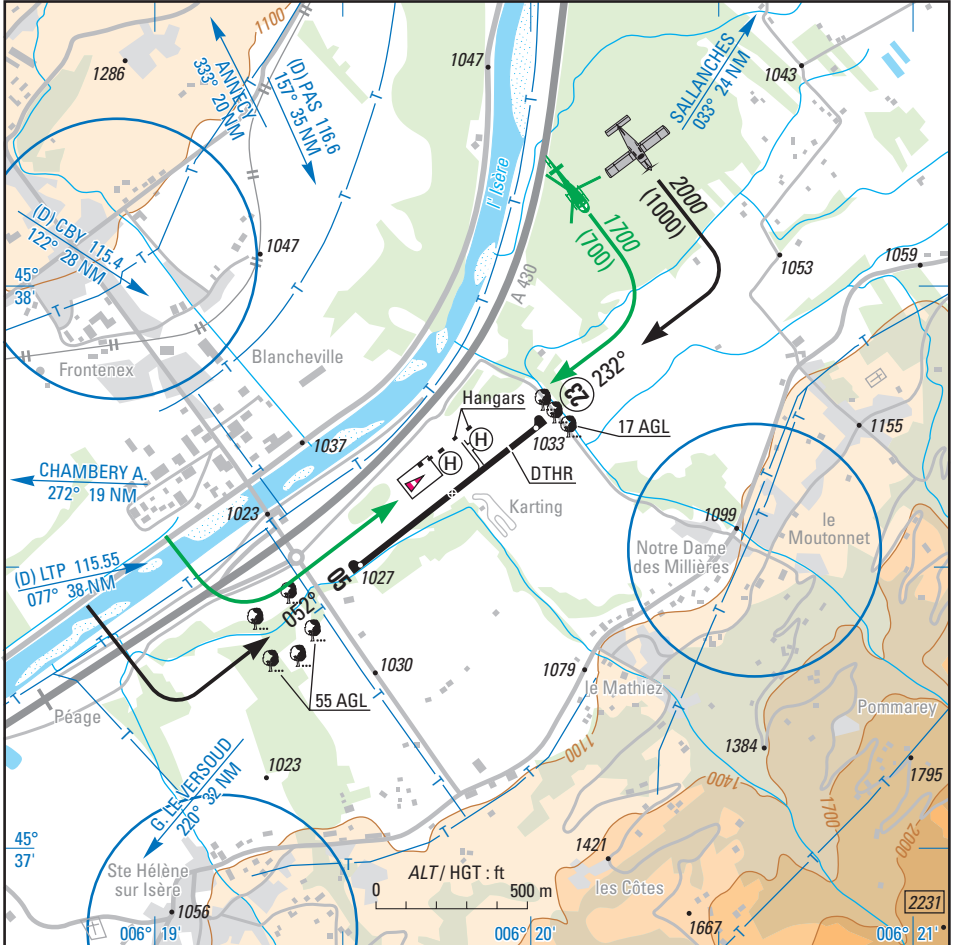 1100
1286
ANNECY
333° 20 NM
(D) PAS 116.6
157° 35 NM
1047
l' Isère
SALLANCHES
033° 24 NM
1043
2000
(1000)
1700
(700)
(D) CBY 115.4
122° 28 NM
1047
45°
38'
A 430
1053
1059
Frontenex
Blancheville
Hangars
23
232°
17 AGL
1033
H
H
DTHR
1155
1037
CHAMBERY A.
272° 19 NM
1023
Karting
1099
Notre Dame
des Millières
le
Moutonnet
(D) LTP 115.55
077° 38 NM
05
1027
052°
1030
1079
le Mathiez
55 AGL
Péage
Pommarey
1100
1384
1023
G. LE VERSOUD
220° 32 NM
1795
1400
1700
2000
45°
37'
1421
ALT / HGT : ft
0
500 m
Ste Hélène
sur Isère
les Côtes
1056
1667
2231
006° 19'
006° 20'
006° 21'